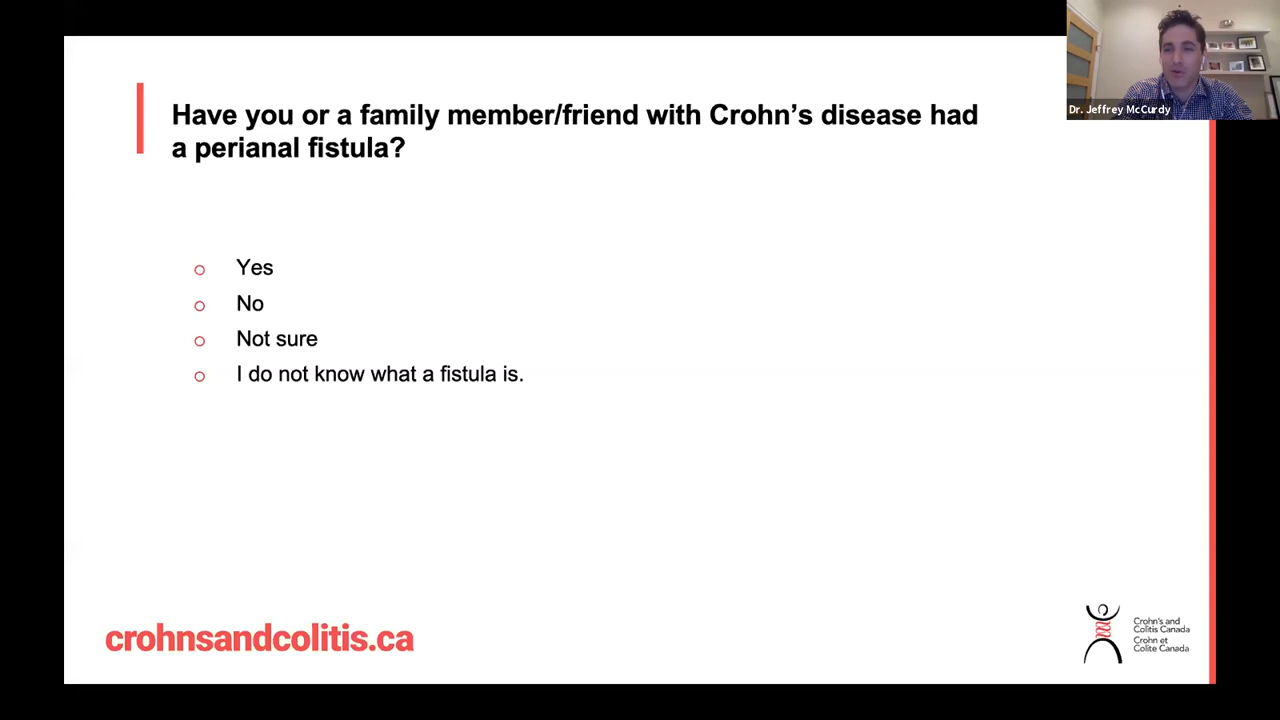 Dr. Jeffrey McCurdy
Have you or a family member/friend with Crohn's disease had
a perianal fistula?
Yes
No
Not sure
I do not know what a fistula is.
crohnsandcolitis.ca
Crohn's and
Colitis Canada
Crohn et
Colite Canada